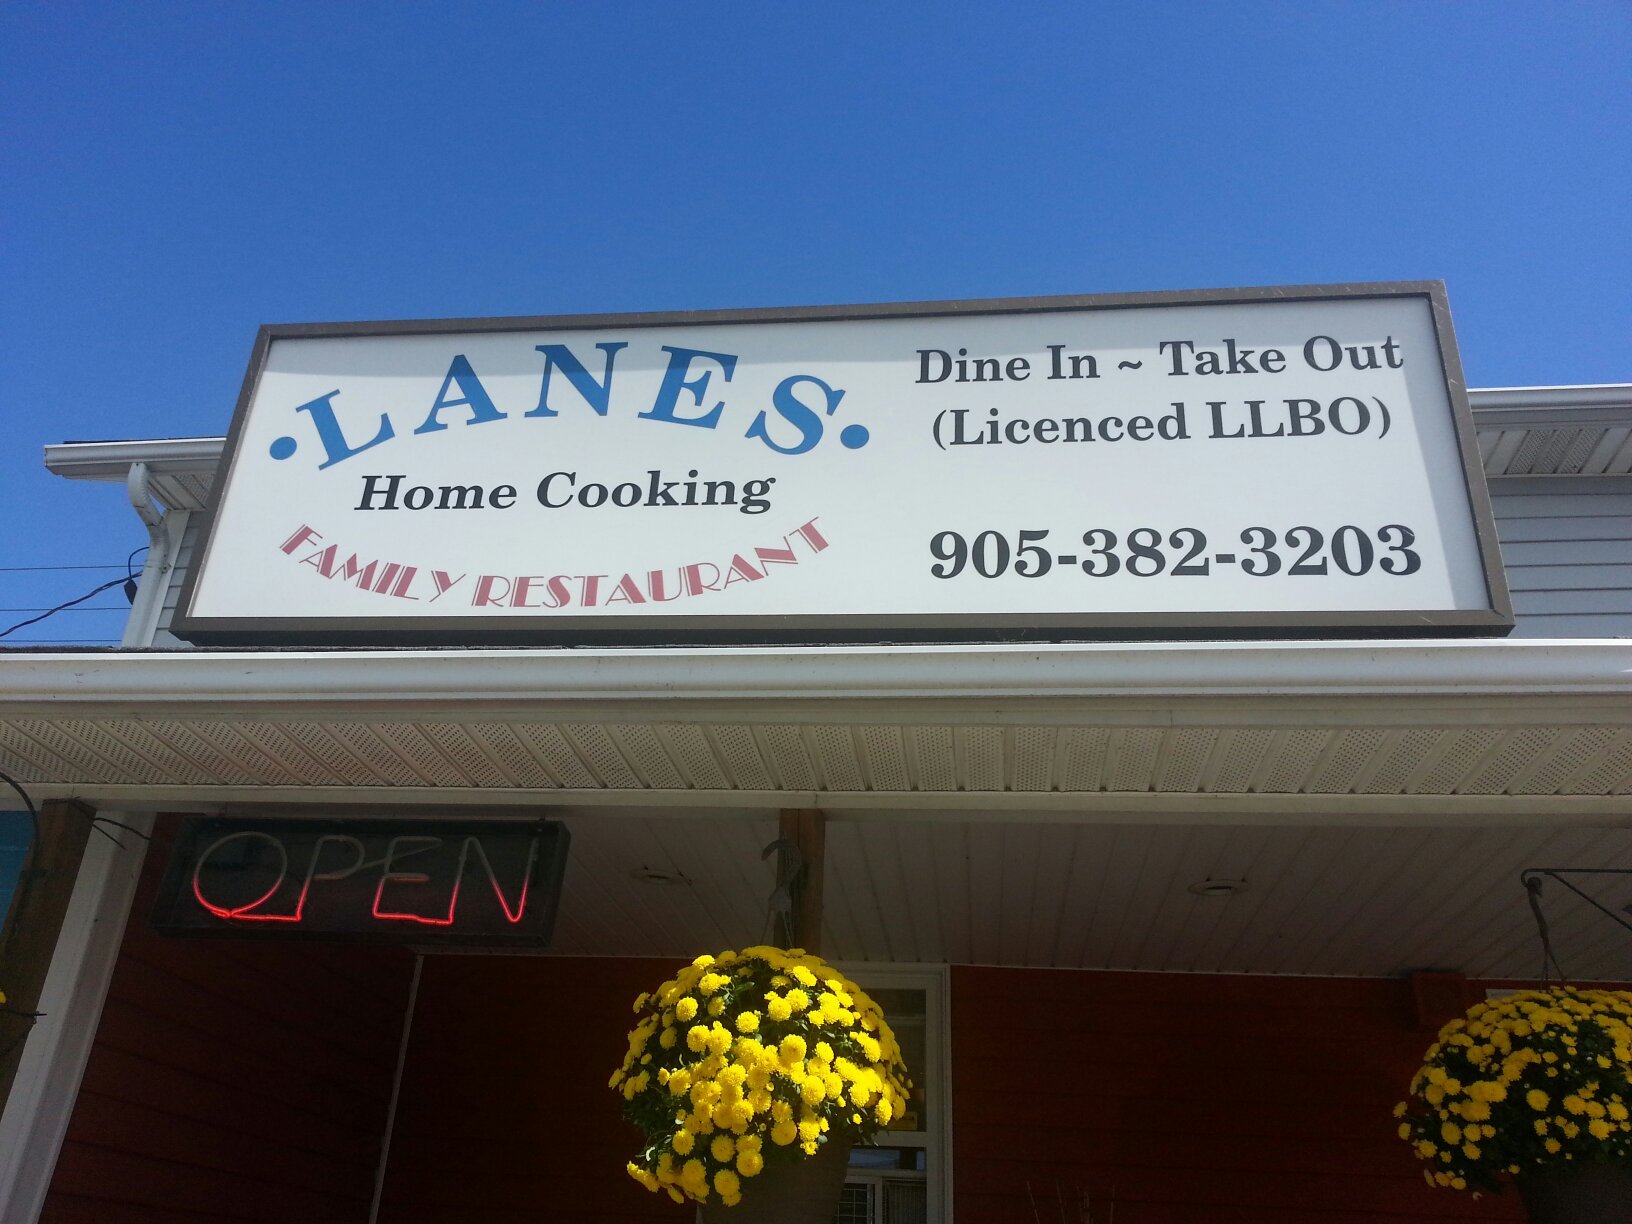 •LANES•
Home Cooking
FAMILY RESTAURANT
Dine In ~ Take Out
(Licenced LLBO)
905-382-3203
OPEN